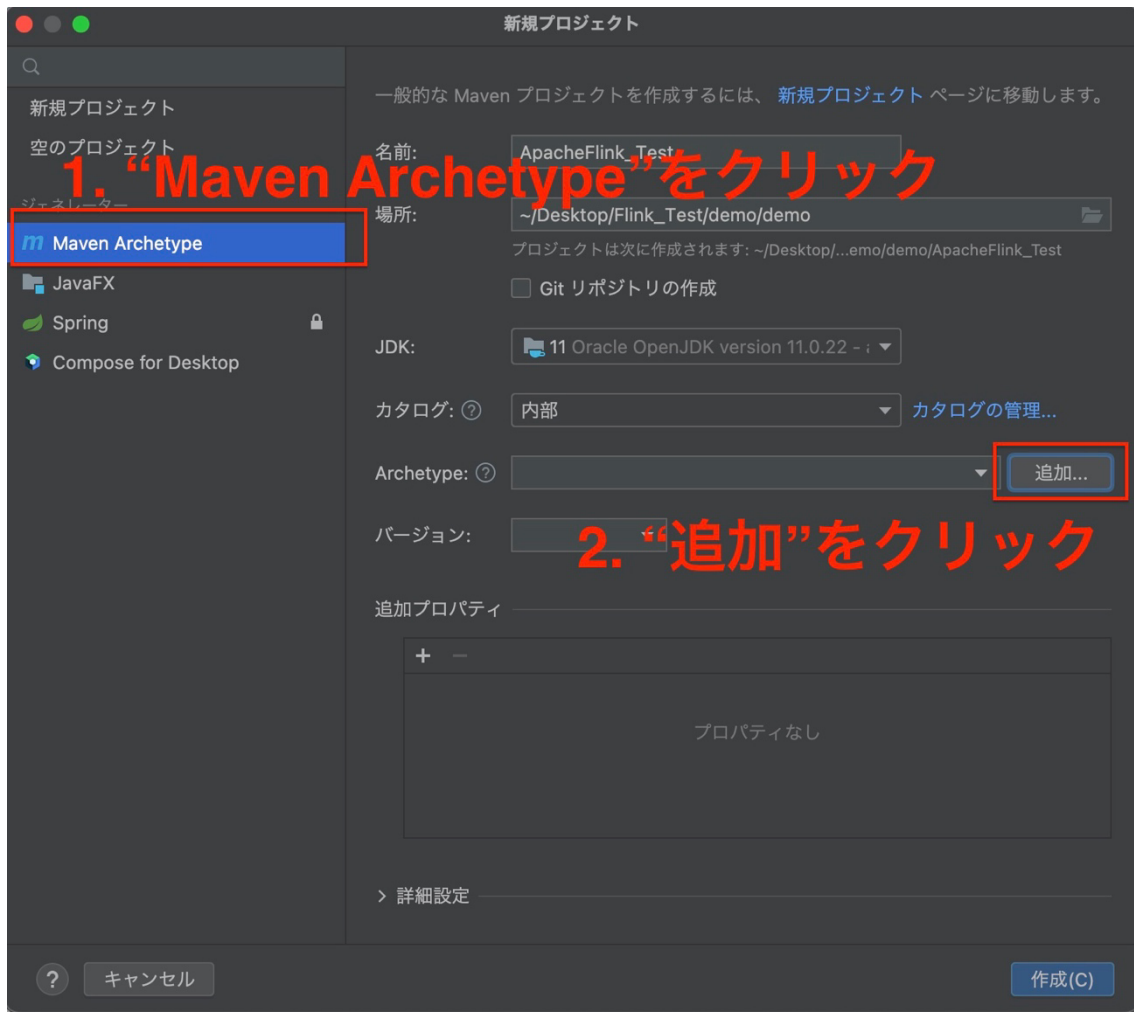 新規プロジェクト
新規プロジェクト
空のプロジェクト
ジェネレーター
Maven Archetype
JavaFX
Spring
Compose for Desktop
一般的な Maven プロジェクトを作成するには、 新規プロジェクト ページに移動します。
名前: ApacheFlink_Test
1. “Maven Archetype”をクリック
場所: ~/Desktop/Flink_Test/demo/demo
プロジェクトは次に作成されます: ~/Desktop/...emo/demo/ApacheFlink_Test
Git リポジトリの作成
JDK: 11 Oracle OpenJDK version 11.0.22 -
カタログ: ? 内部 カタログの管理...
Archetype: ? 追加...
バージョン:
2. “追加”をクリック
追加プロパティ
+ −
プロパティなし
> 詳細設定
? キャンセル 作成(C)